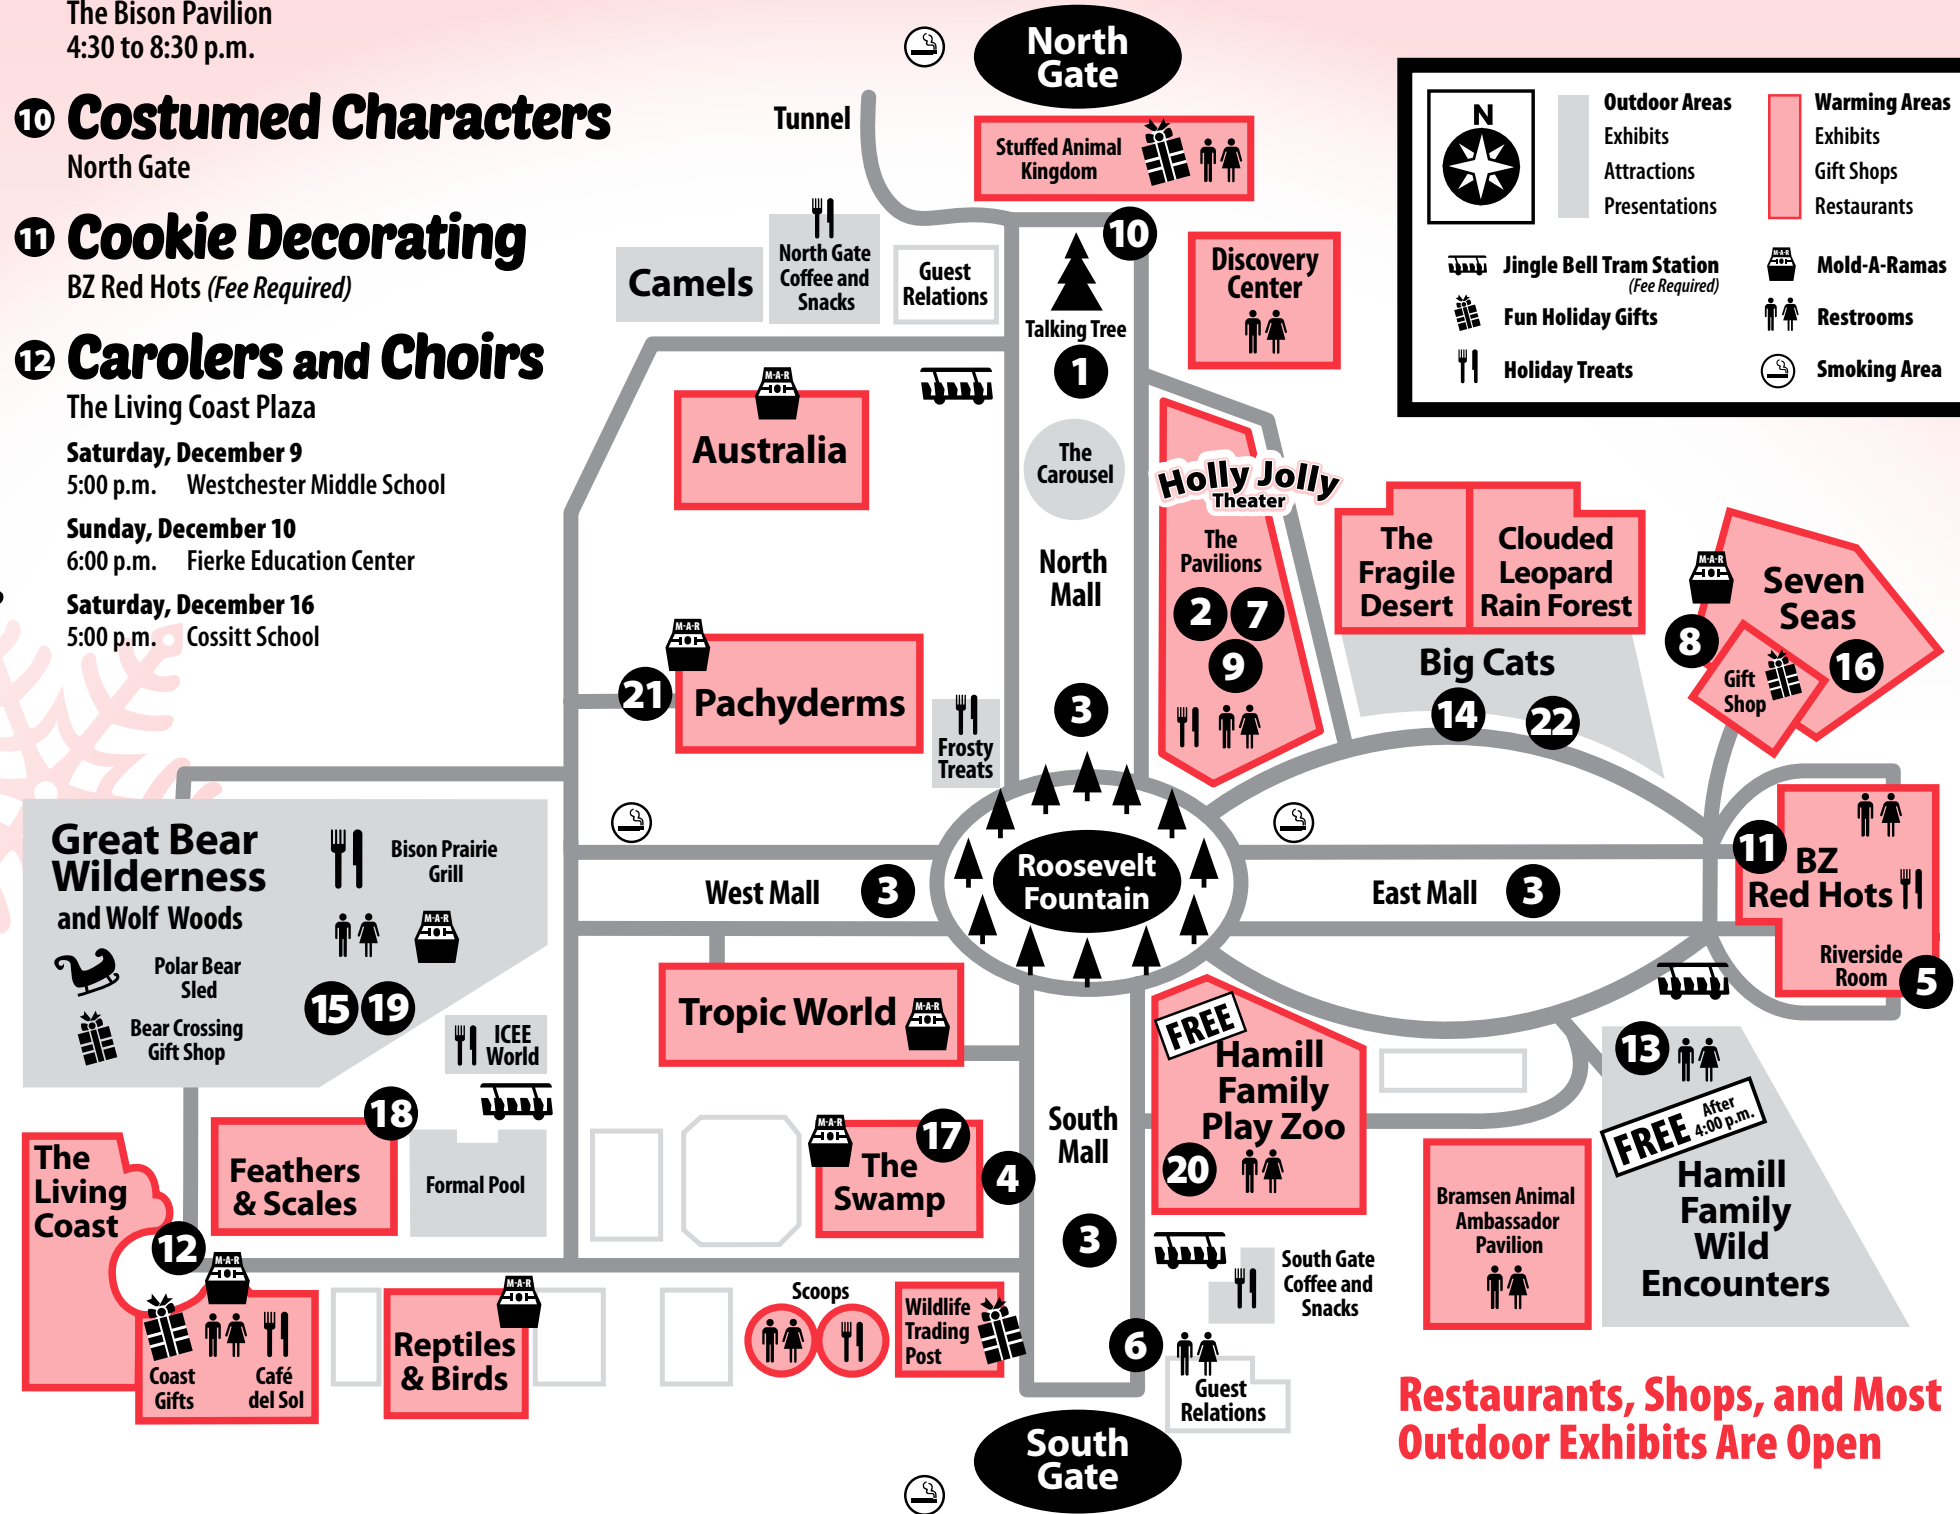 The Bison Pavilion
4:30 to 8:30 p.m.
10 Costumed Characters
North Gate
11 Cookie Decorating
BZ Red Hots (Fee Required)
12 Carolers and Choirs
The Living Coast Plaza
Saturday, December 9
5:00 p.m. Westchester Middle School
Sunday, December 10
6:00 p.m. Fierke Education Center
Saturday, December 16
5:00 p.m. Cossitt School
North
Gate
Tunnel
Stuffed Animal
Kingdom
10
N
Outdoor Areas
Exhibits
Attractions
Presentations
Warming Areas
Exhibits
Gift Shops
Restaurants
Jingle Bell Tram Station
(Fee Required)
M-A-R
Mold-A-Ramas
Fun Holiday Gifts
Restrooms
Holiday Treats
Smoking Area
Camels
North Gate
Coffee and
Snacks
Guest
Relations
Talking Tree
1
Discovery
Center
M-A-R
Australia
The
Carousel
Holly Jolly
Theater
The
Pavilions
2 7
9
North
Mall
3
The
Fragile
Desert
Clouded
Leopard
Rain Forest
Big Cats
14 22
M-A-R
Seven
Seas
8
Gift
Shop
16
M-A-R
21
Pachyderms
Frosty
Treats
Great Bear
Wilderness
and Wolf Woods
Bison Prairie
Grill
M-A-R
Polar Bear
Sled
Bear Crossing
Gift Shop
15 19
ICEE
World
West Mall 3
Roosevelt
Fountain
East Mall 3
11
BZ
Red Hots
Riverside
Room
5
Tropic World
M-A-R
FREE
Hamill
Family
Play Zoo
20
13
FREE After
4:00 p.m.
Hamill
Family
Wild
Encounters
Bramsen Animal
Ambassador
Pavilion
The
Living
Coast
18
Feathers
& Scales
Formal Pool
M-A-R
17
The
Swamp
4
South
Mall
3
12
M-A-R
Coast
Gifts
Café
del Sol
M-A-R
Reptiles
& Birds
Scoops
Wildlife
Trading
Post
South Gate
Coffee and
Snacks
6
Guest
Relations
South
Gate
Restaurants, Shops, and Most
Outdoor Exhibits Are Open